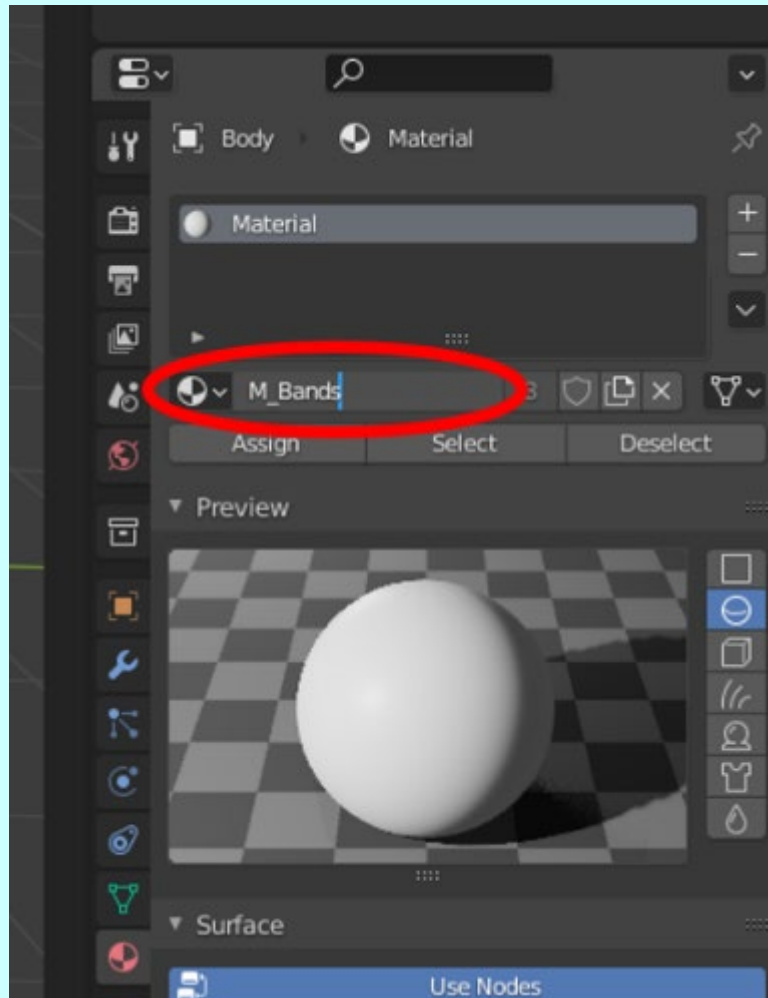 Body Material
Material
M_Bands
Assign Select Deselect
Preview
Surface
Use Nodes